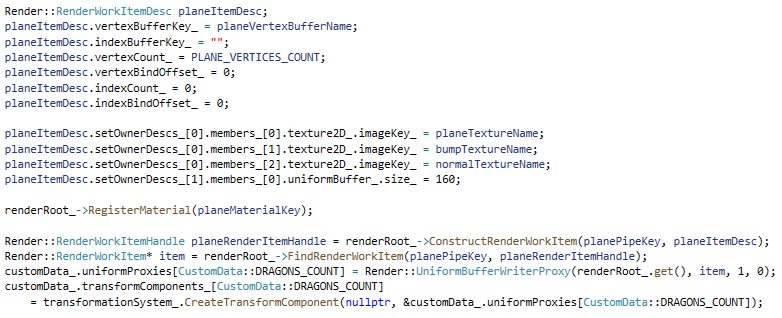 Render::RenderWorkItemDesc planeItemDesc;
planeItemDesc.vertexBufferKey_ = planeVertexBufferName;
planeItemDesc.indexBufferKey_ = "";
planeItemDesc.vertexCount_ = PLANE_VERTICES_COUNT;
planeItemDesc.vertexBindOffset_ = 0;
planeItemDesc.indexCount_ = 0;
planeItemDesc.indexBindOffset_ = 0;

planeItemDesc.setOwnerDescs_[0].members_[0].texture2D_.imageKey_ = planeTextureName;
planeItemDesc.setOwnerDescs_[0].members_[1].texture2D_.imageKey_ = bumpTextureName;
planeItemDesc.setOwnerDescs_[0].members_[2].texture2D_.imageKey_ = normalTextureName;
planeItemDesc.setOwnerDescs_[1].members_[0].uniformBuffer_.size_ = 160;

renderRoot_->RegisterMaterial(planeMaterialKey);

Render::RenderWorkItemHandle planeRenderItemHandle = renderRoot_->ConstructRenderWorkItem(planePipeKey, planeItemDesc);
Render::RenderWorkItem* item = renderRoot_->FindRenderWorkItem(planePipeKey, planeRenderItemHandle);
customData_.uniformProxies[CustomData::DRAGONS_COUNT] = Render::UniformBufferWriterProxy(renderRoot_.get(), item, 1, 0);
customData_.transformComponents_[CustomData::DRAGONS_COUNT]
    = transformationSystem_.CreateTransformComponent(nullptr, &customData_.uniformProxies[CustomData::DRAGONS_COUNT]);